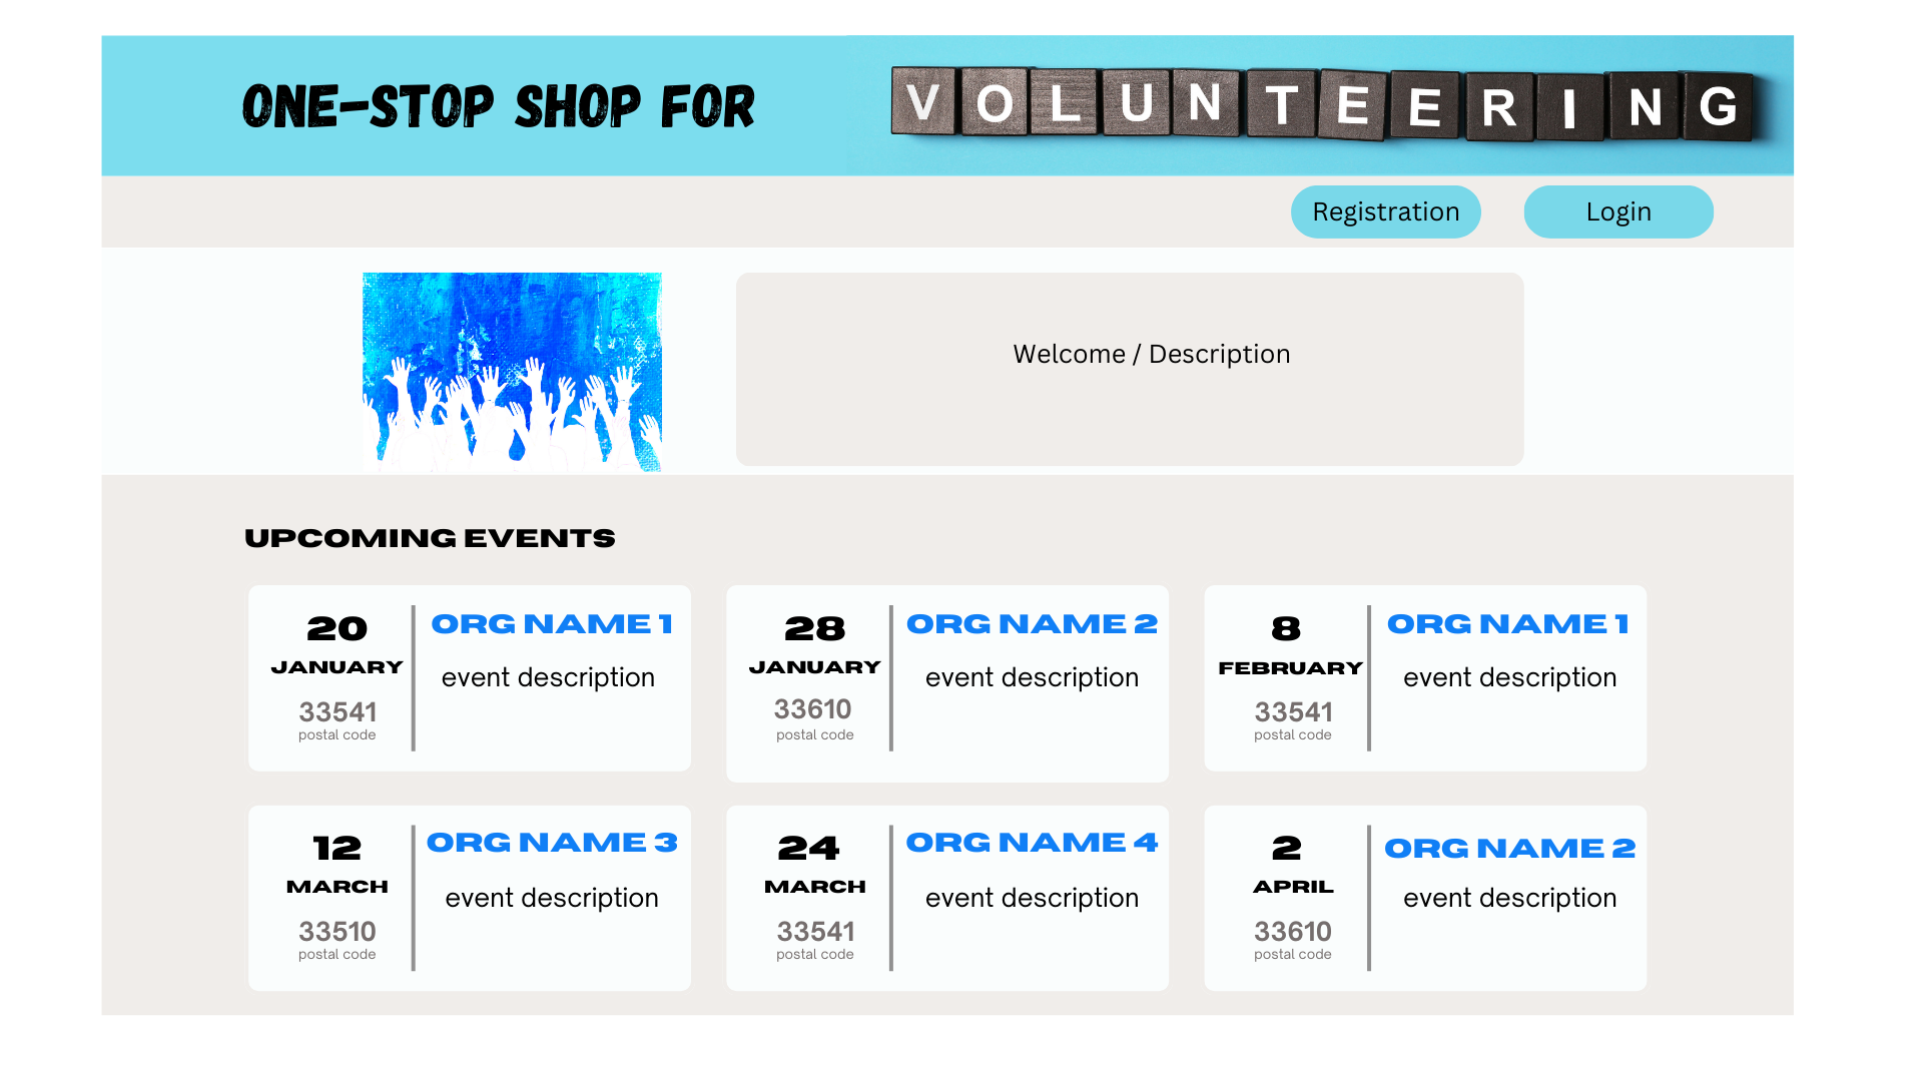 ONE-STOP SHOP FOR VOLUNTEERING
Registration Login
Welcome / Description
UPCOMING EVENTS
20
JANUARY
33541
postal code
ORG NAME 1
event description
28
JANUARY
33610
postal code
ORG NAME 2
event description
8
FEBRUARY
33541
postal code
ORG NAME 1
event description
12
MARCH
33510
postal code
ORG NAME 3
event description
24
MARCH
33541
postal code
ORG NAME 4
event description
2
APRIL
33610
postal code
ORG NAME 2
event description